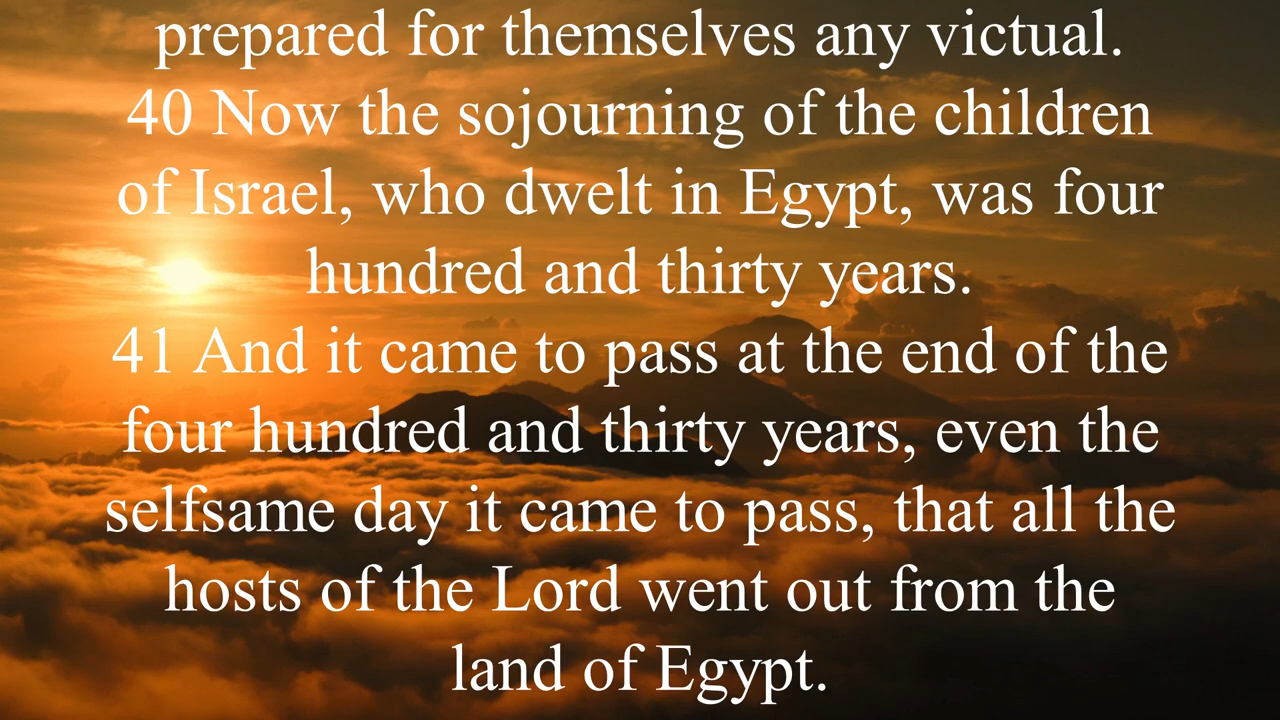 prepared for themselves any victual.
40 Now the sojourning of the children
of Israel, who dwelt in Egypt, was four
hundred and thirty years.
41 And it came to pass at the end of the
four hundred and thirty years, even the
selfsame day it came to pass, that all the
hosts of the Lord went out from the
land of Egypt.